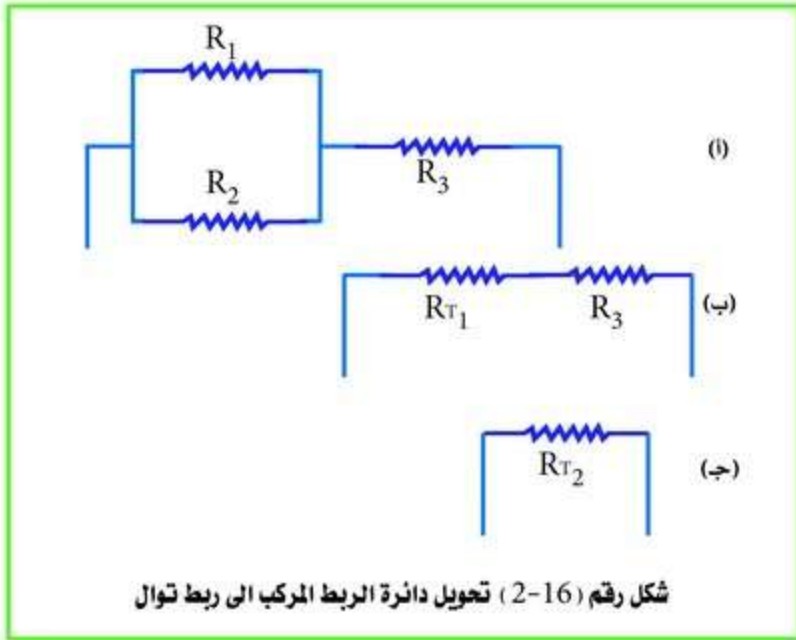 R1
(أ)
R2
R3
RT1
R3
(ب)
RT2
(جـ)
شكل رقم (16-2) تحويل دائرة الربط المركب الى ربط توال